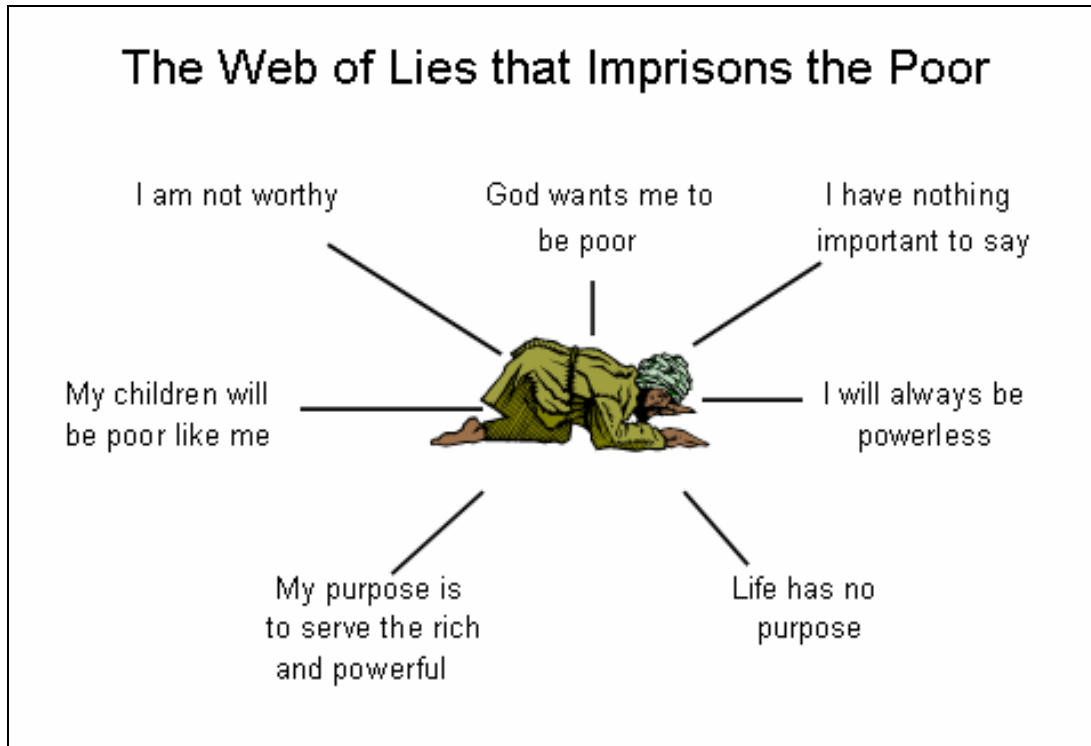 The Web of Lies that Imprisons the Poor
I am not worthy
God wants me to
be poor
I have nothing
important to say
My children will
be poor like me
I will always be
powerless
My purpose is
to serve the rich
and powerful
Life has no
purpose